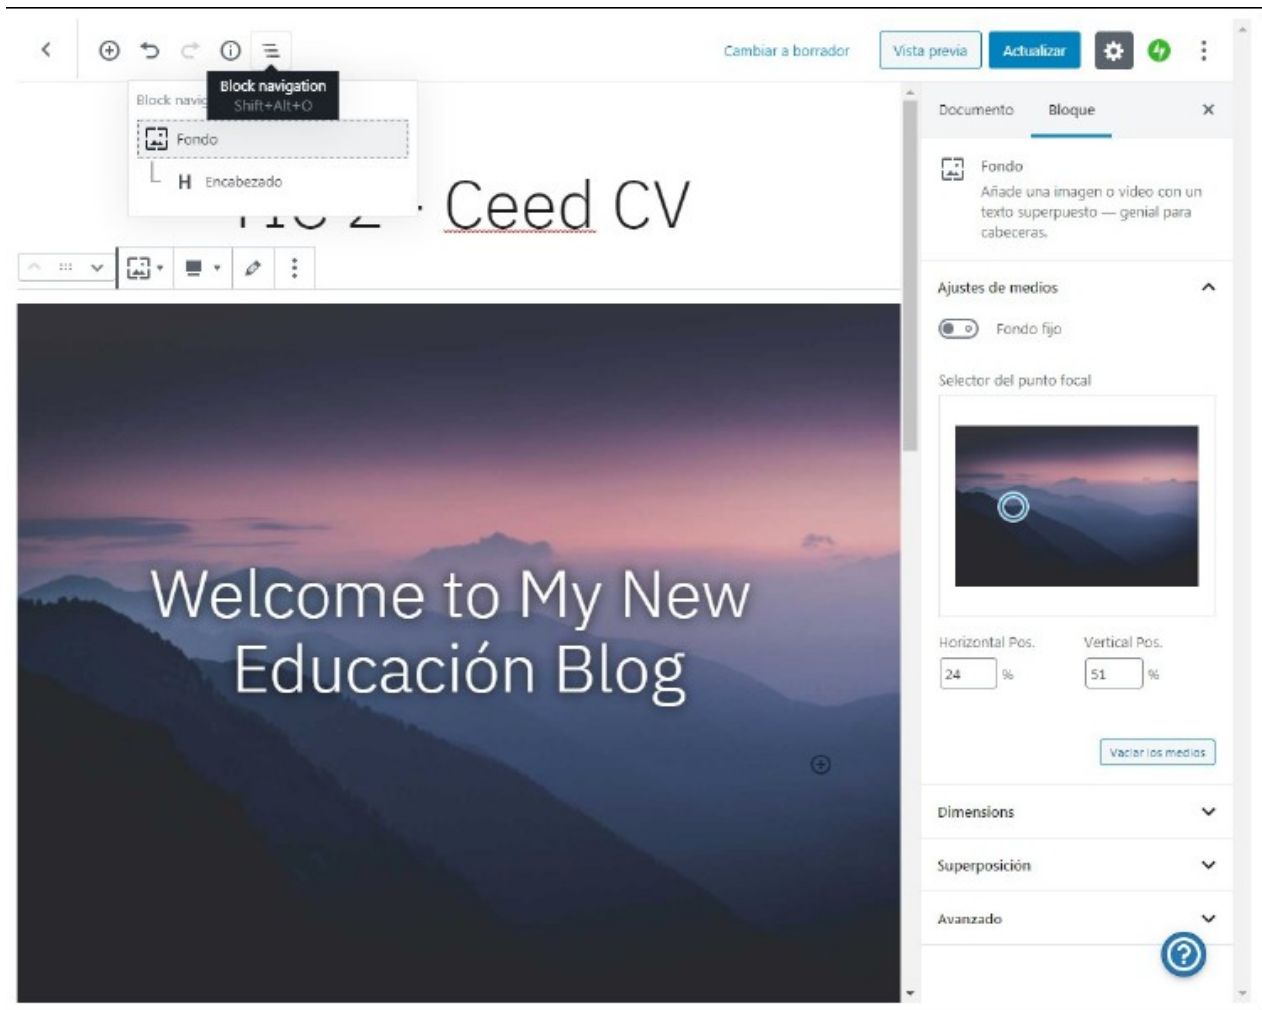 Cambiar a borrador
Vista previa
Actualizar
Block navigation
Shift+Alt+O
Block navig
Fondo
H Encabezado
Ceed CV
Documento
Bloque
Fondo
Añade una imagen o vídeo con un
texto superpuesto — genial para
cabeceras.
Ajustes de medios
Fondo fijo
Selector del punto focal
Horizontal Pos.
Vertical Pos.
24 %
51 %
Vaciar los medios
Dimensions
Superposición
Avanzado
Welcome to My New
Educación Blog